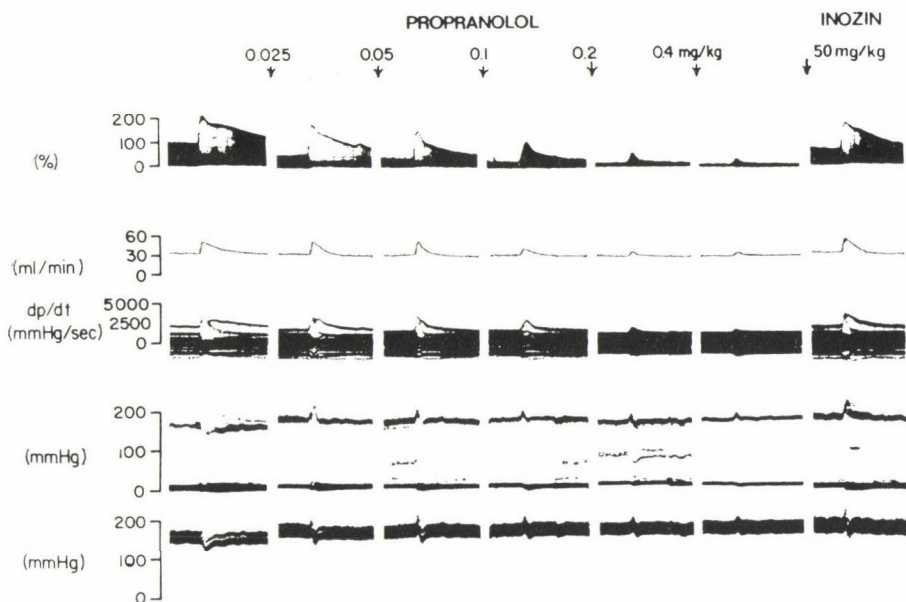 PROPRANOLOL INOZIN
0.025 0.05 0.1 0.2 0.4 mg/kg 50 mg/kg
200
100
0
(%)
60
30
0
(ml/min)
dp/dt
(mmHg/sec)
5000
2500
0
200
100
0
(mmHg)
200
100
0
(mmHg)